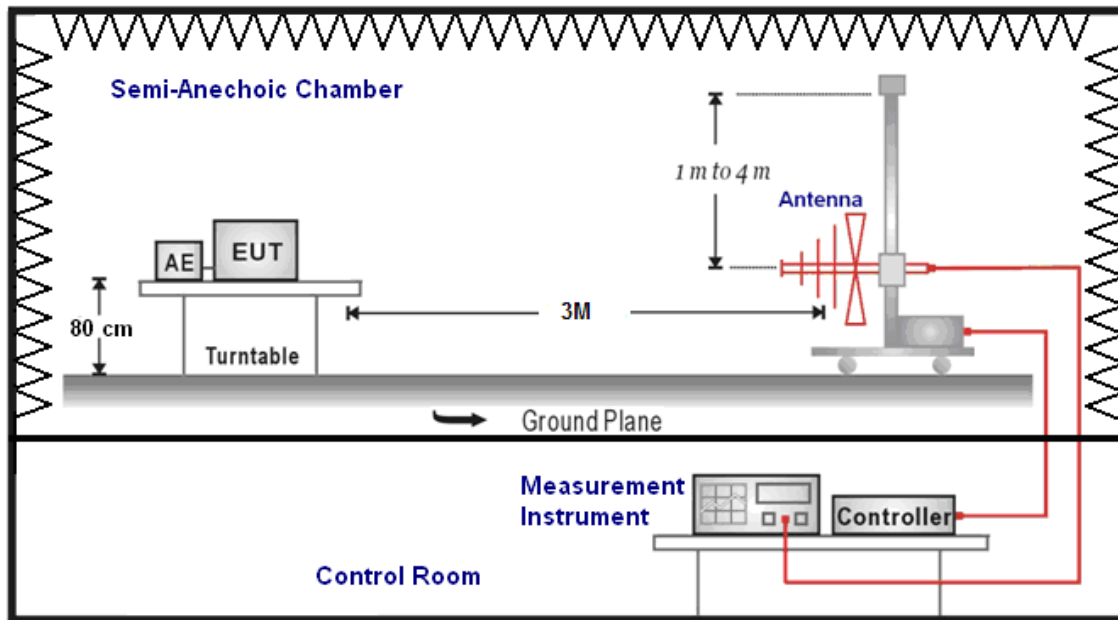 Semi-Anechoic Chamber
1 m to 4 m
Antenna
AE
EUT
80 cm
3M
Turntable
Ground Plane
Measurement
Instrument
Controller
Control Room